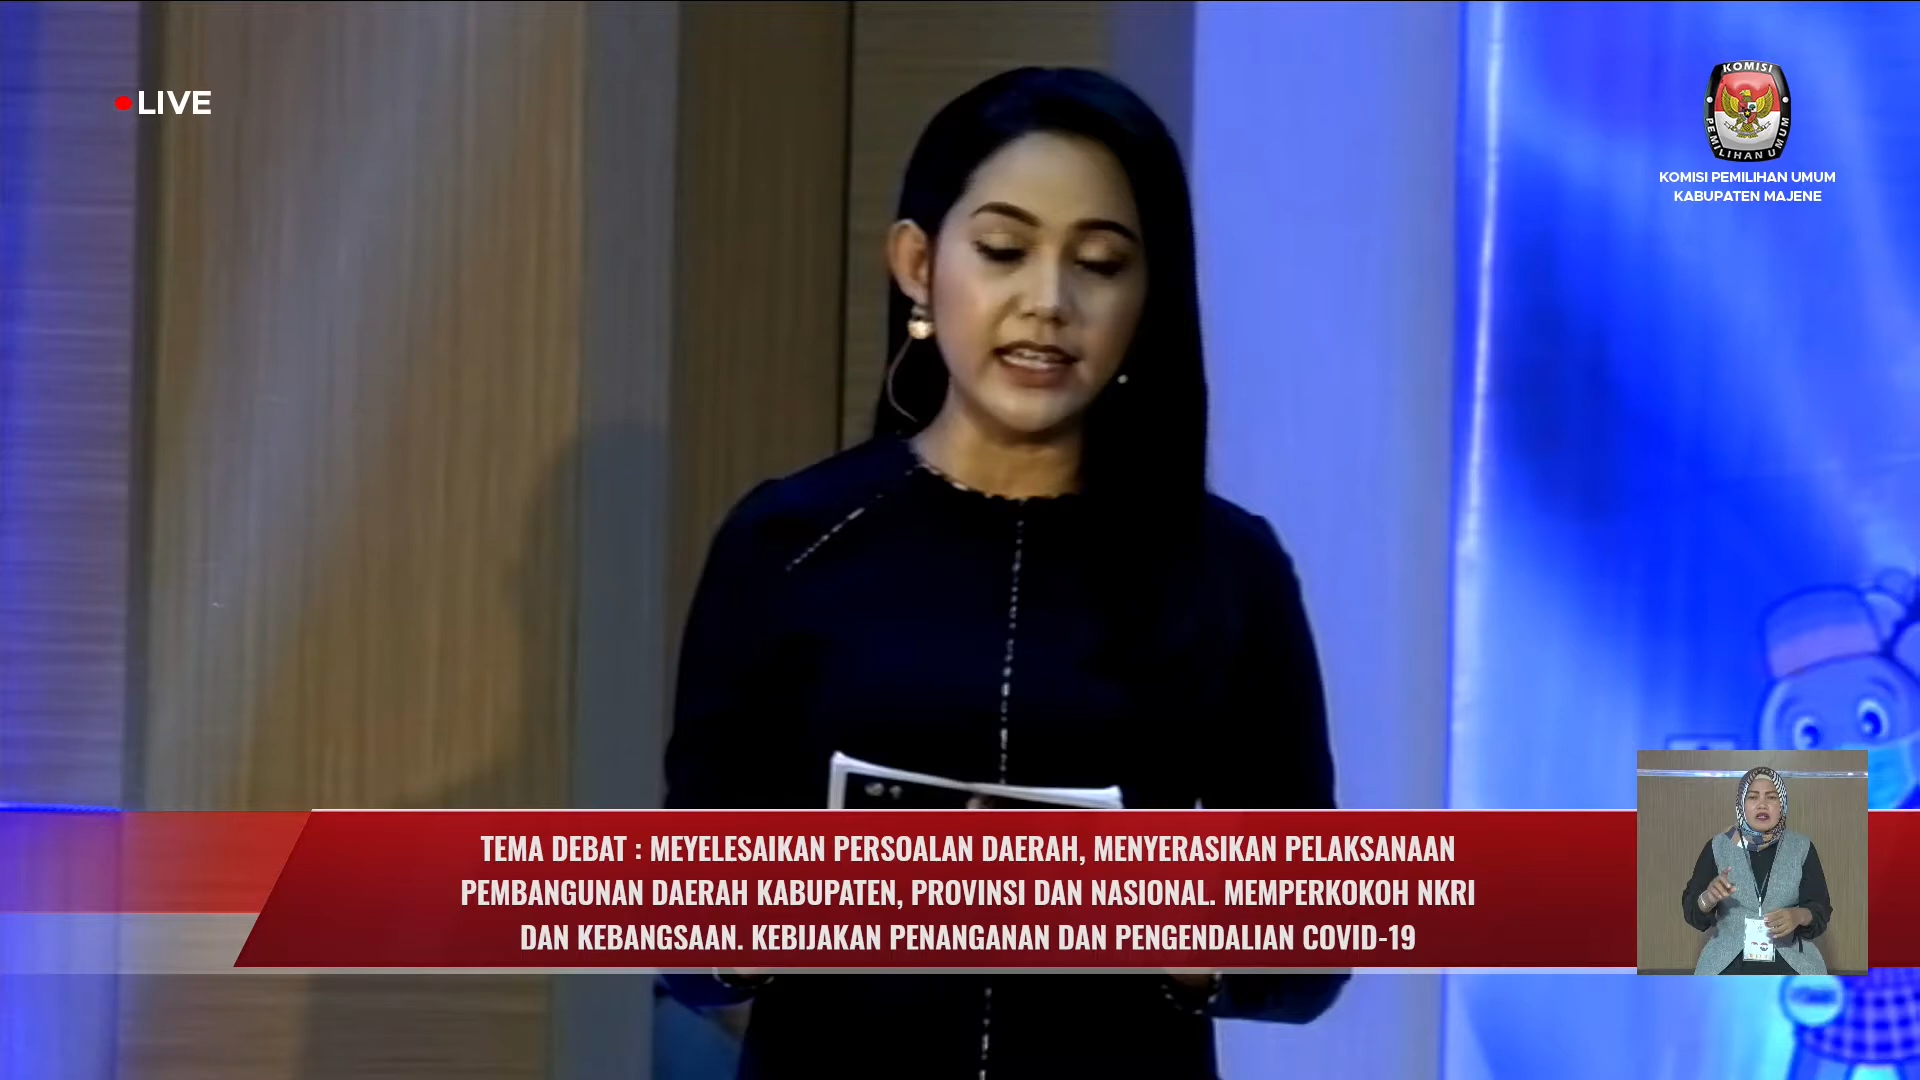 LIVE
KOMISI
PEMILIHAN UMUM
KOMISI PEMILIHAN UMUM
KABUPATEN MAJENE
TEMA DEBAT : MEYELESAIKAN PERSOALAN DAERAH, MENYERASIKAN PELAKSANAAN
PEMBANGUNAN DAERAH KABUPATEN, PROVINSI DAN NASIONAL. MEMPERKOKOH NKRI
DAN KEBANGSAAN. KEBIJAKAN PENANGANAN DAN PENGENDALIAN COVID-19